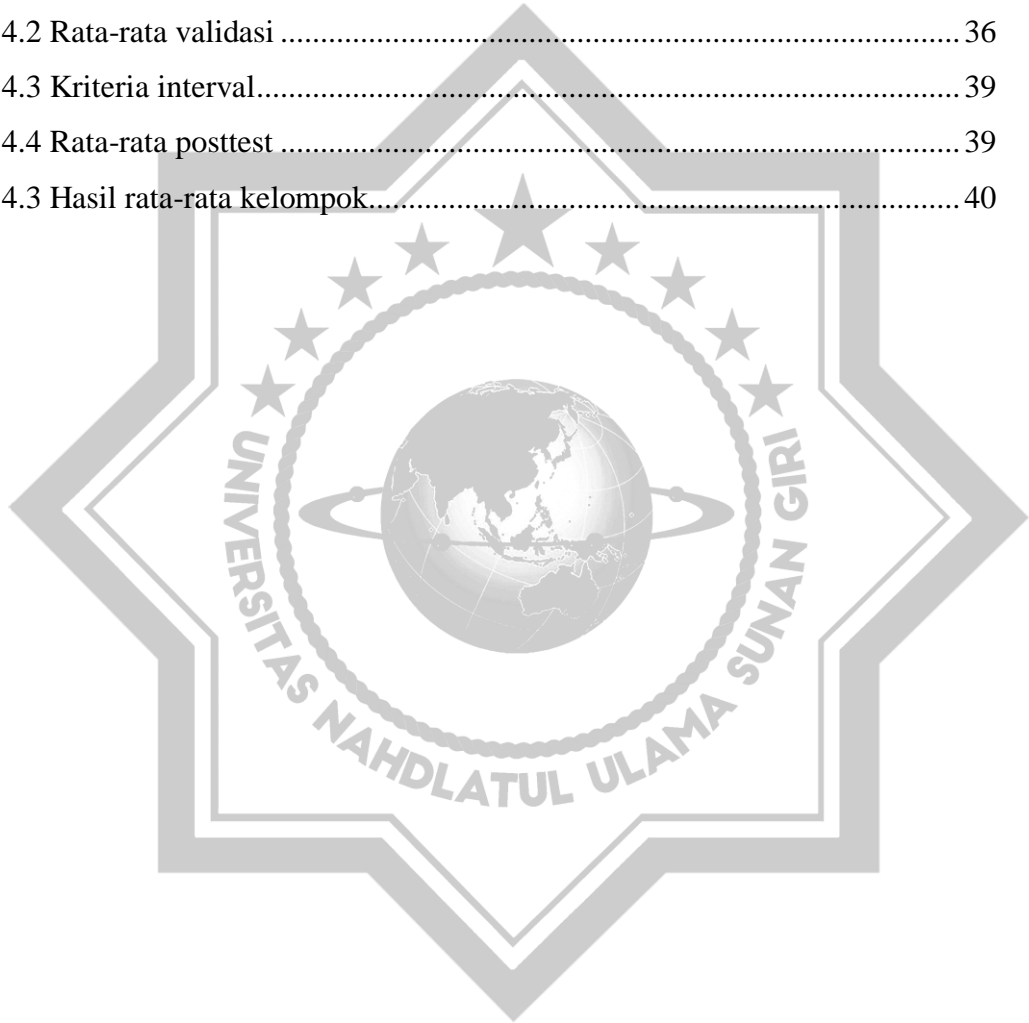 4.2 Rata-rata validasi ................................................................................... 36
4.3 Kriteria interval...................................................................................... 39
4.4 Rata-rata posttest ................................................................................... 39
4.3 Hasil rata-rata kelompok........................................................................ 40
UNIVERSITAS NAHDLATUL ULAMA SUNAN GIRI